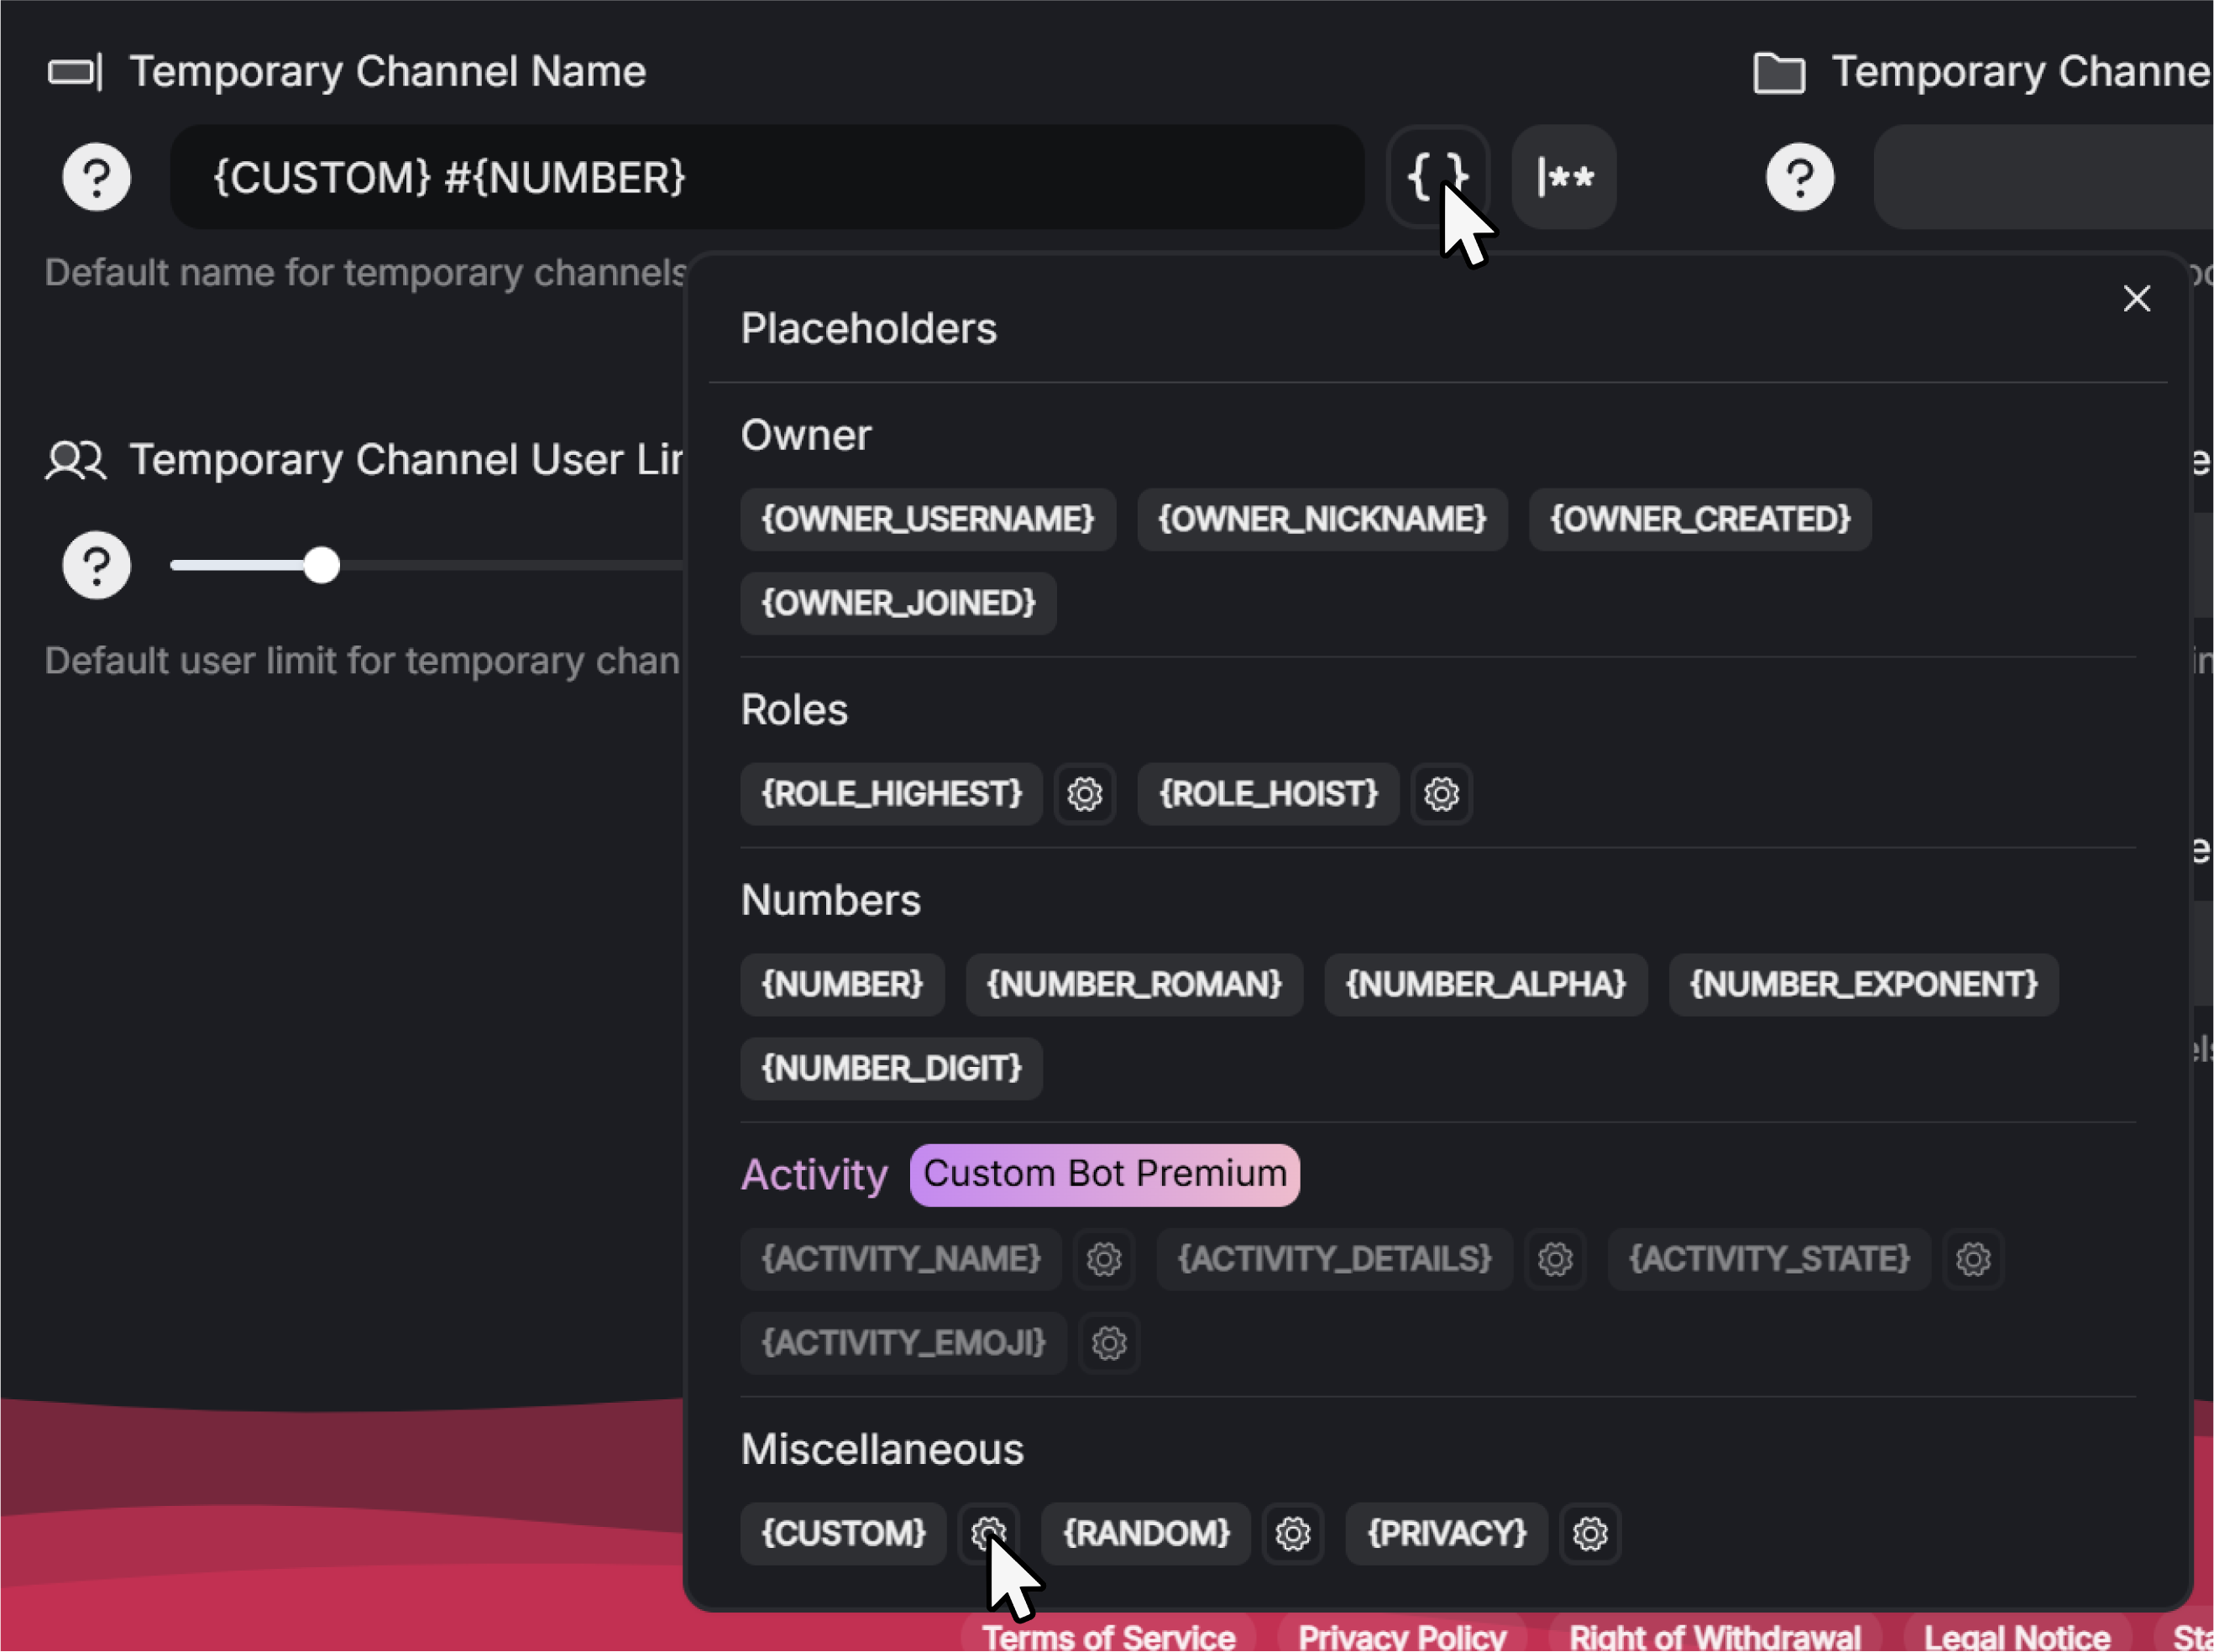 Temporary Channel Name
Temporary Channe
{CUSTOM} #{NUMBER}
{ }
|**
Default name for temporary channels
Placeholders
Owner
Temporary Channel User Lir
{OWNER_USERNAME} {OWNER_NICKNAME} {OWNER_CREATED}
{OWNER_JOINED}
Default user limit for temporary chan
Roles
{ROLE_HIGHEST} {ROLE_HOIST}
Numbers
{NUMBER} {NUMBER_ROMAN} {NUMBER_ALPHA} {NUMBER_EXPONENT}
{NUMBER_DIGIT}
Activity Custom Bot Premium
{ACTIVITY_NAME} {ACTIVITY_DETAILS} {ACTIVITY_STATE}
{ACTIVITY_EMOJI}
Miscellaneous
{CUSTOM} {RANDOM} {PRIVACY}
Terms of Service Privacy Policy Right of Withdrawal Legal Notice Sta